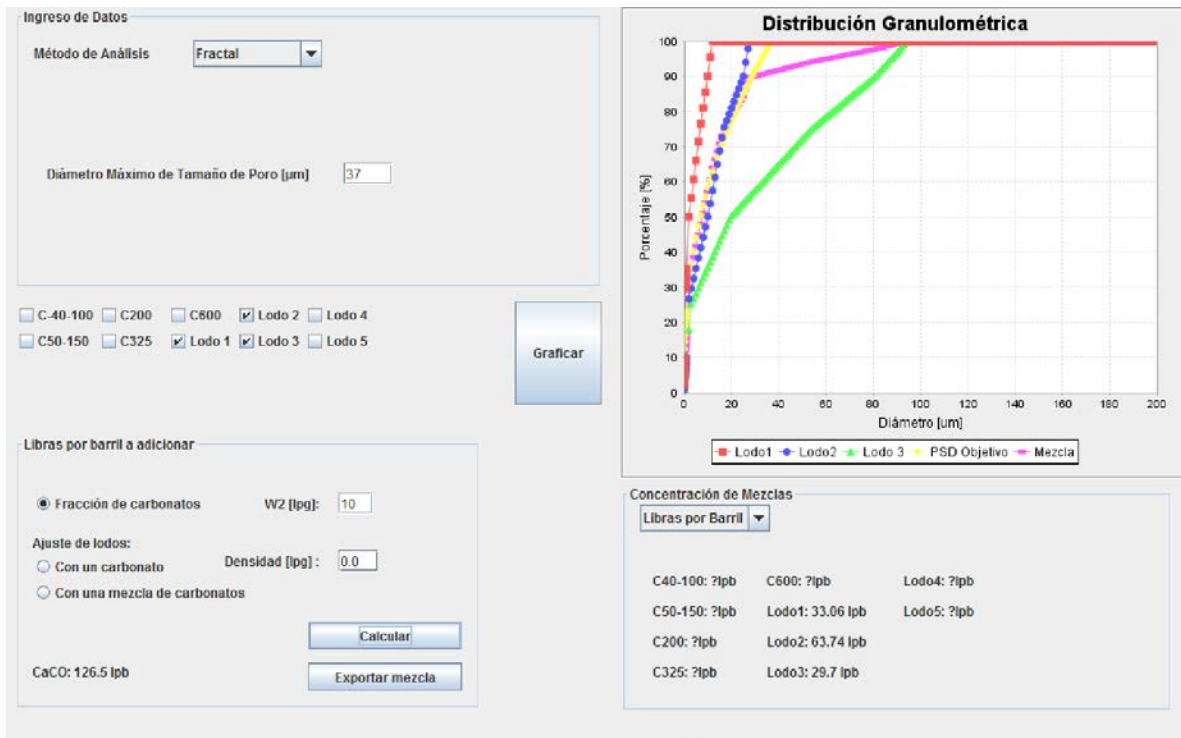 Ingreso de Datos
Método de Análisis Fractal
Diámetro Máximo de Tamaño de Poro [µm] 37
C-40-100 C200 C600 Lodo 2 Lodo 4
C50-150 C325 Lodo 1 Lodo 3 Lodo 5
Graficar
Libras por barril a adicionar
Fracción de carbonatos W2 [lpg]: 10
Ajuste de lodos:
Con un carbonato Densidad [lpg] : 0.0
Con una mezcla de carbonatos
Calcular
CaCO: 126.5 lpb Exportar mezcla
Distribución Granulométrica
Porcentaje [%]
100
90
80
70
60
50
40
30
20
10
0
0 20 40 60 80 100 120 140 160 180 200
Diámetro [um]
Lodo1 Lodo2 Lodo 3 PSD Objetivo Mezcla
Concentración de Mezclas
Libras por Barril
C40-100: ?lpb C600: ?lpb Lodo4: ?lpb
C50-150: ?lpb Lodo1: 33.06 lpb Lodo5: ?lpb
C200: ?lpb Lodo2: 63.74 lpb
C325: ?lpb Lodo3: 29.7 lpb